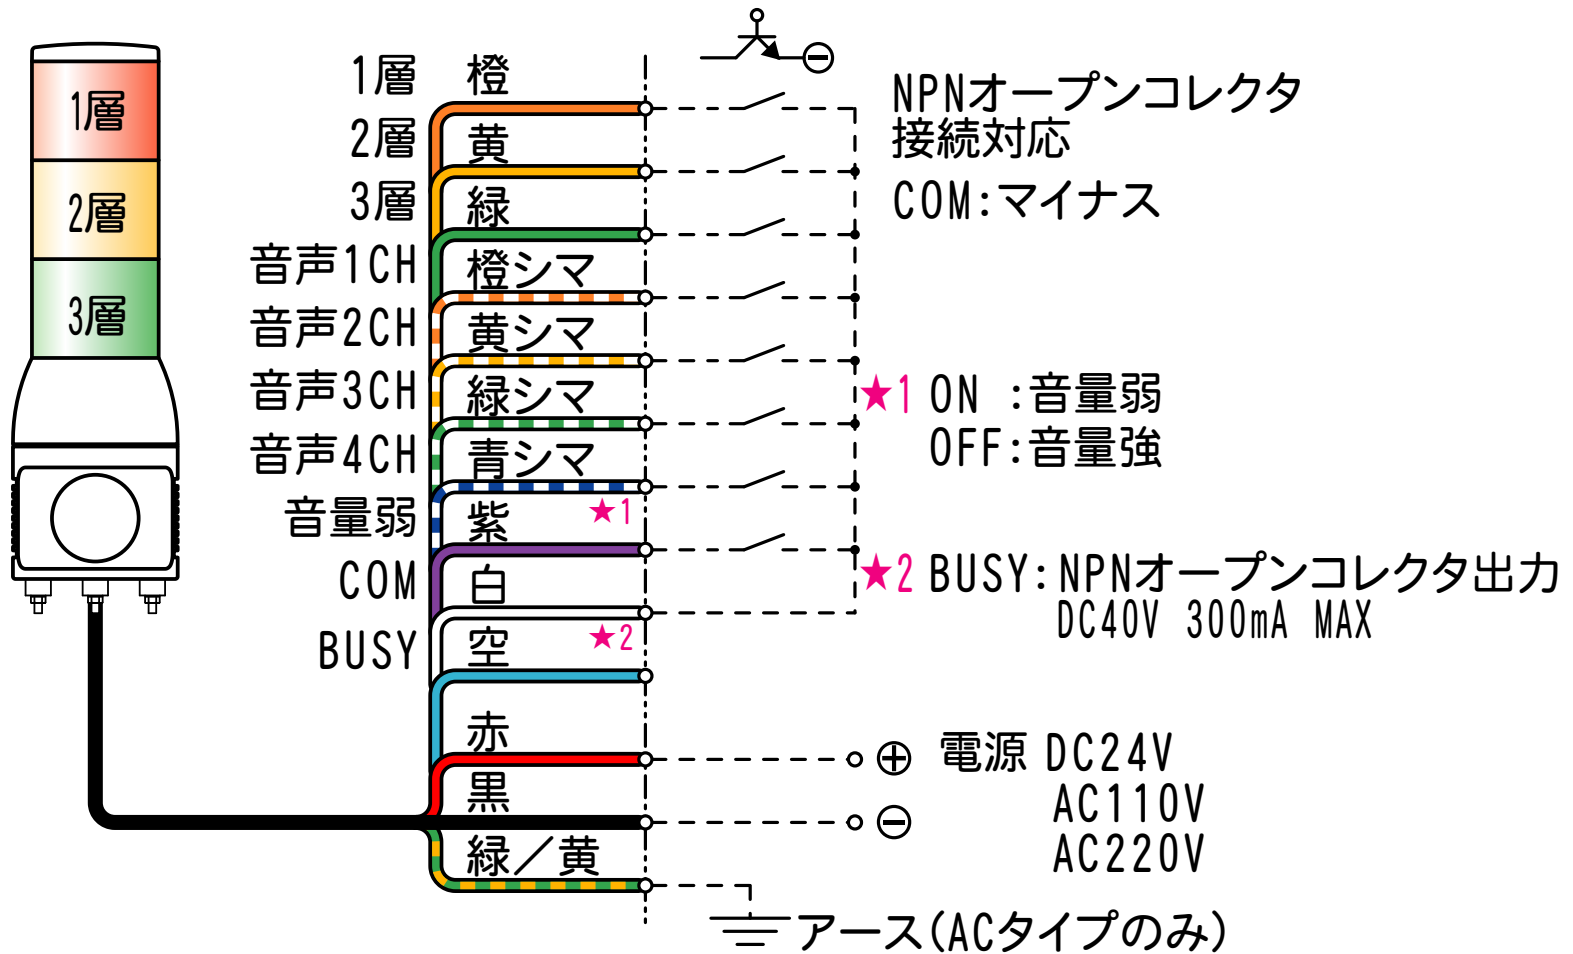 1層
2層
3層
1層 橙
2層 黄
3層 緑
音声1CH 橙シマ
音声2CH 黄シマ
音声3CH 緑シマ
音声4CH 青シマ
音量弱 紫 ★1
COM 白
BUSY 空 ★2
赤
黒
緑／黄
NPNオープンコレクタ
接続対応
COM:マイナス
★1 ON :音量弱
OFF:音量強
★2 BUSY:NPNオープンコレクタ出力
DC40V 300mA MAX
⊕ 電源 DC24V
⊖ AC110V
AC220V
アース(ACタイプのみ)